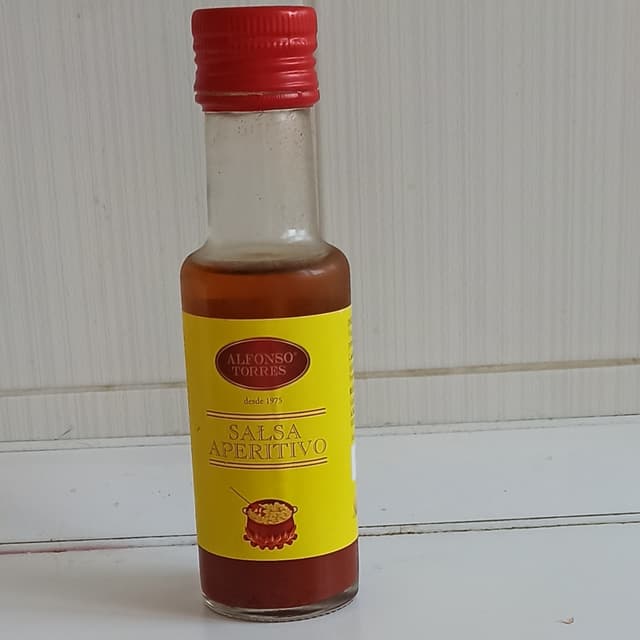 ALFONSO®
TORRES
desde 1975
SALSA
APERITIVO